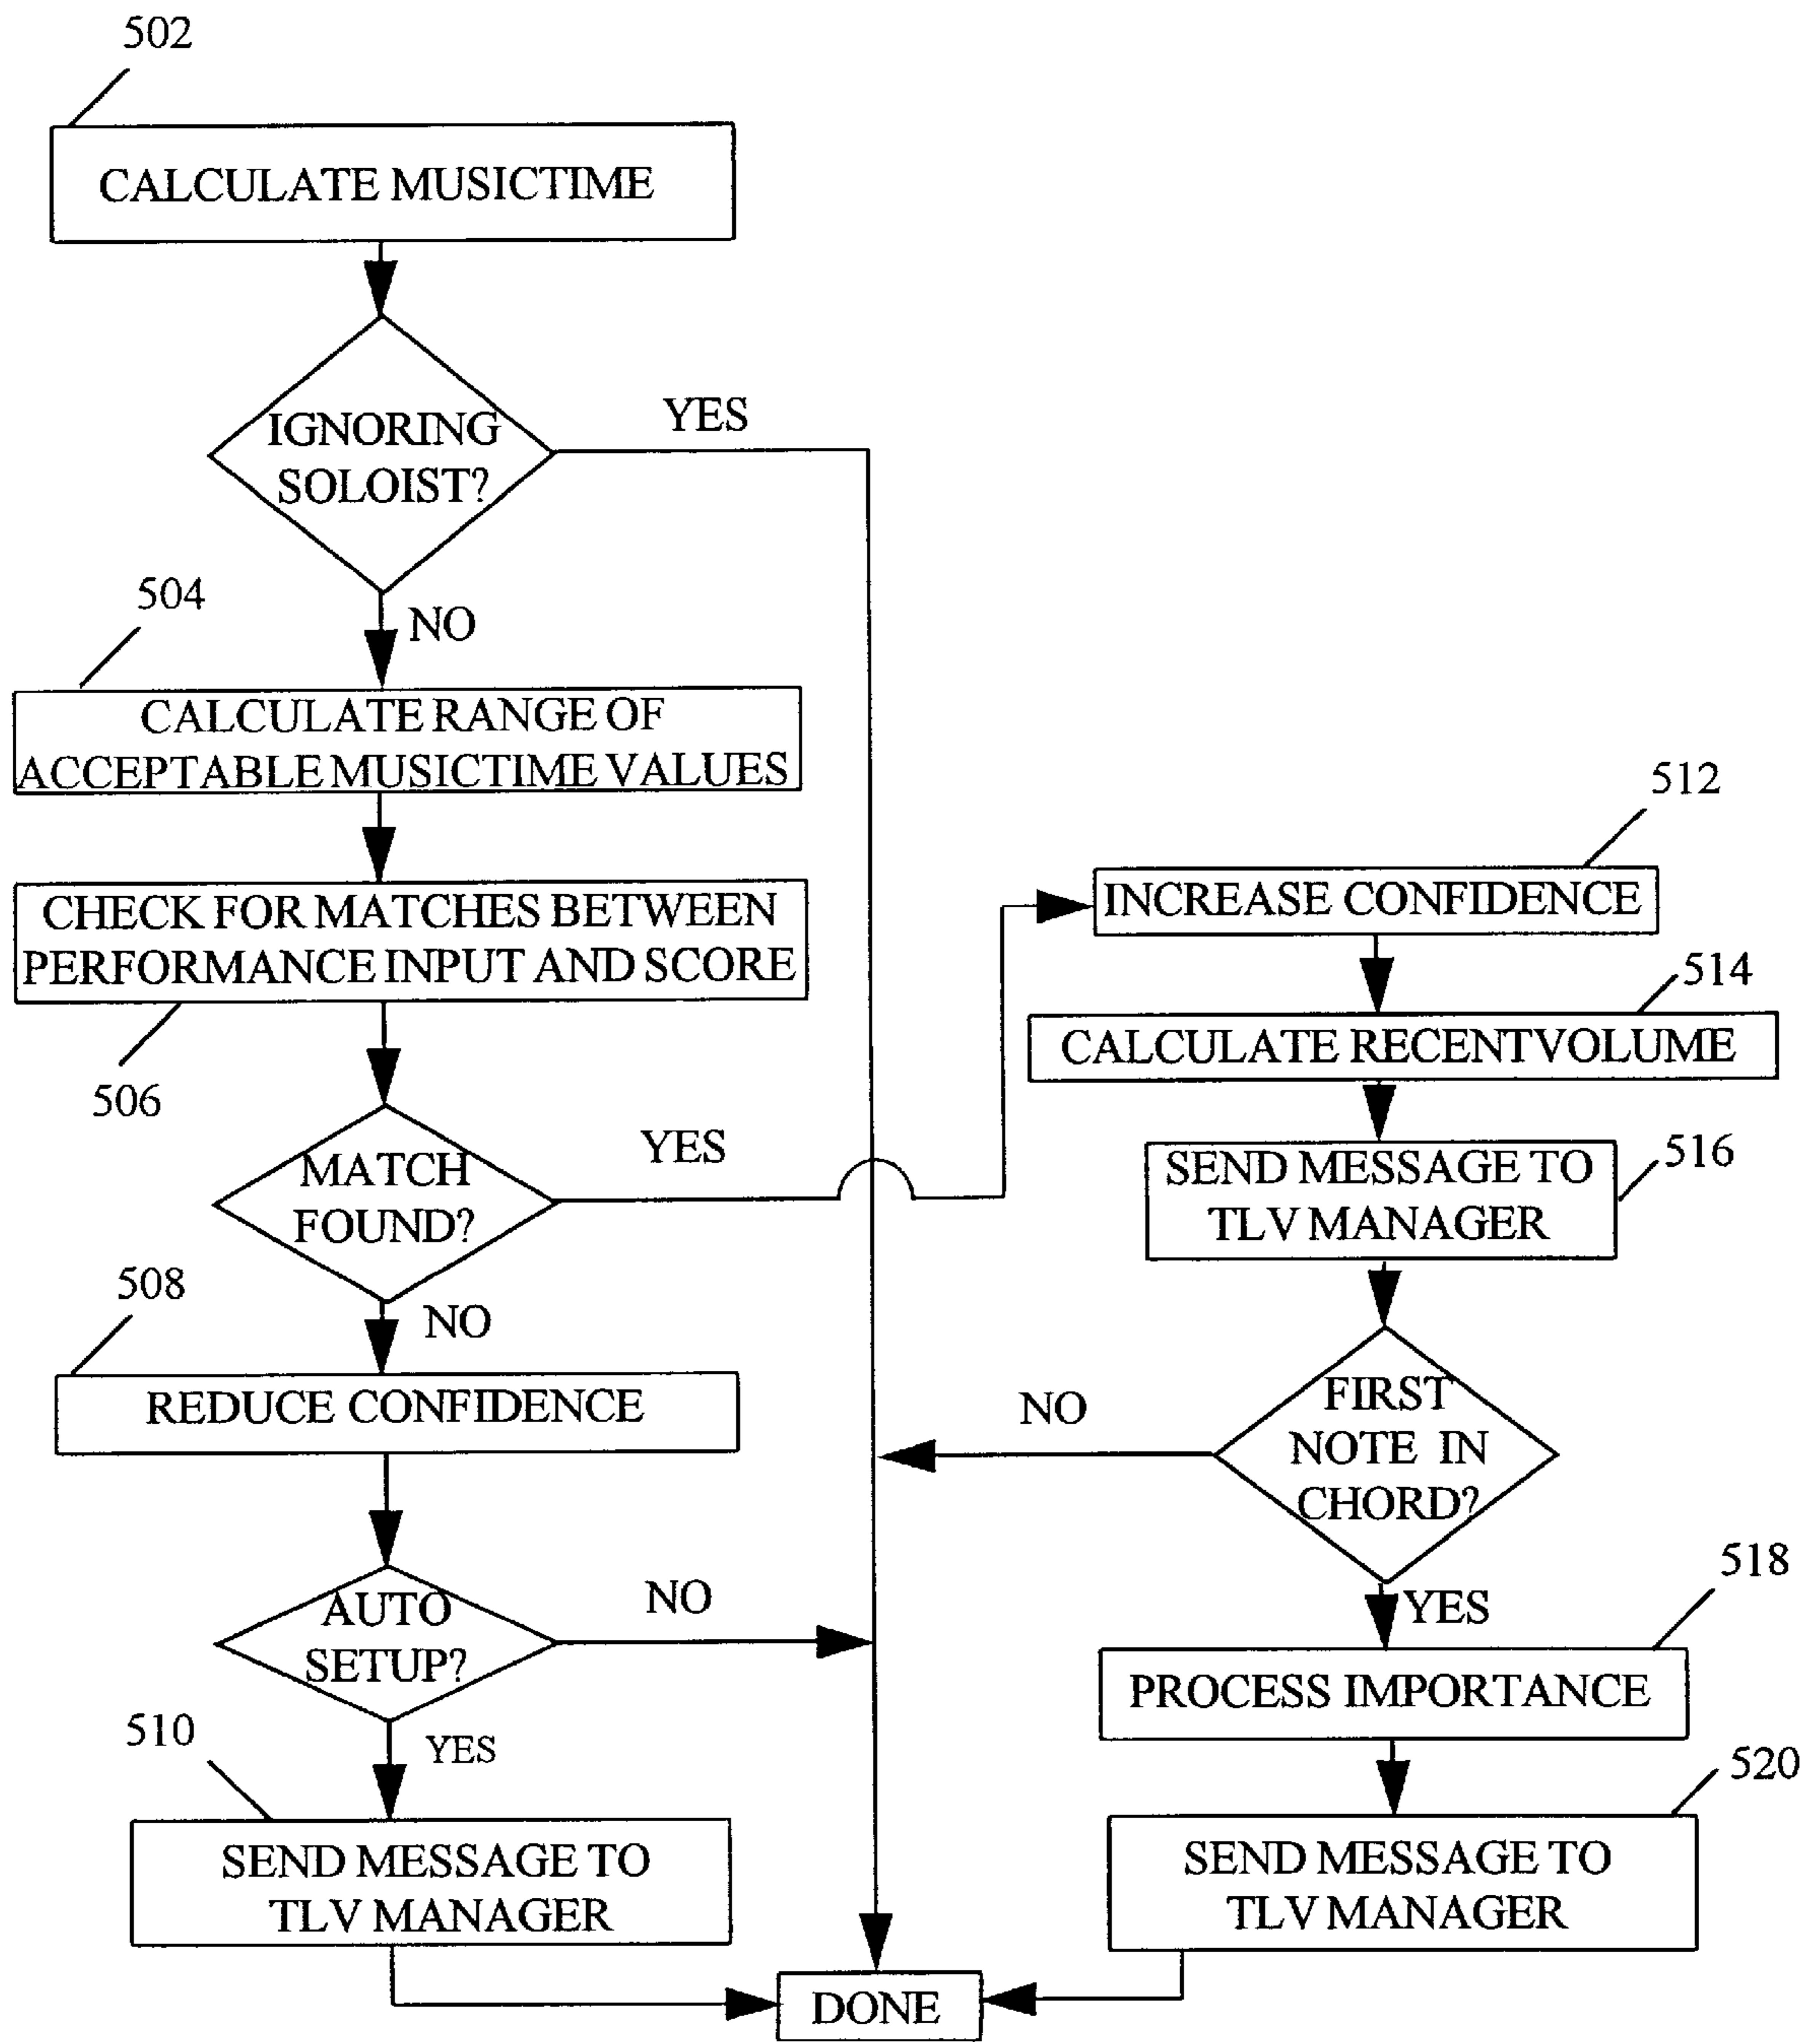 502
CALCULATE MUSICTIME
IGNORING
SOLOIST?
YES
NO
504
CALCULATE RANGE OF
ACCEPTABLE MUSICTIME VALUES
CHECK FOR MATCHES BETWEEN
PERFORMANCE INPUT AND SCORE
506
MATCH
FOUND?
YES
NO
508
REDUCE CONFIDENCE
AUTO
SETUP?
NO
YES
510
SEND MESSAGE TO
TLV MANAGER
512
INCREASE CONFIDENCE
514
CALCULATE RECENTVOLUME
516
SEND MESSAGE TO
TLV MANAGER
FIRST
NOTE IN
CHORD?
NO
YES
518
PROCESS IMPORTANCE
520
SEND MESSAGE TO
TLV MANAGER
DONE